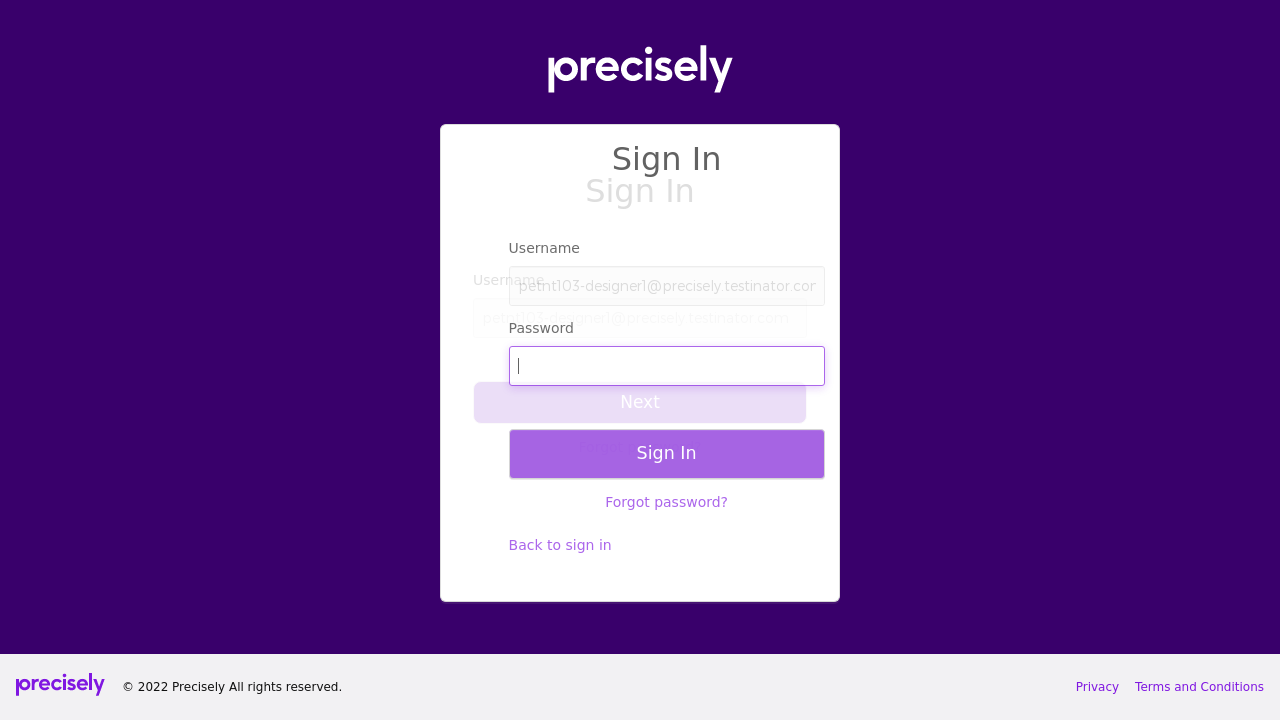 precisely
Sign In
Sign In
Username
Username
petnt103-designer1@precisely.testinator.cor
petnt103-designer1@precisely.testinator.com
Password
Next
Sign In
Forgot password?
Back to sign in
precisely © 2022 Precisely All rights reserved. Privacy Terms and Conditions